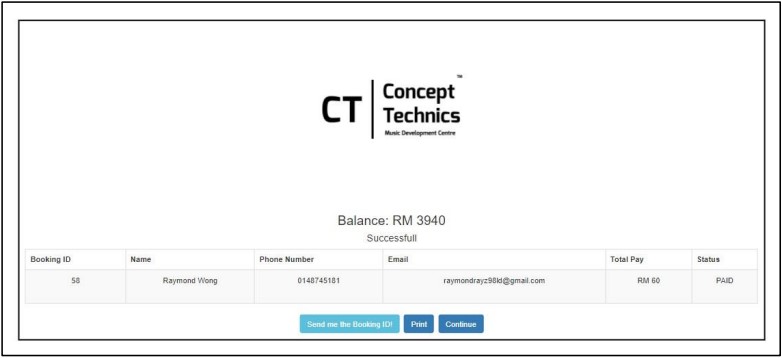 CT
Concept
Technics
TM
Music Development Centre
Balance: RM 3940
Successfull
Booking ID Name Phone Number Email Total Pay Status
58 Raymond Wong 0148745181 raymondrayz98ld@gmail.com RM 60 PAID
Send me the Booking ID! Print Continue